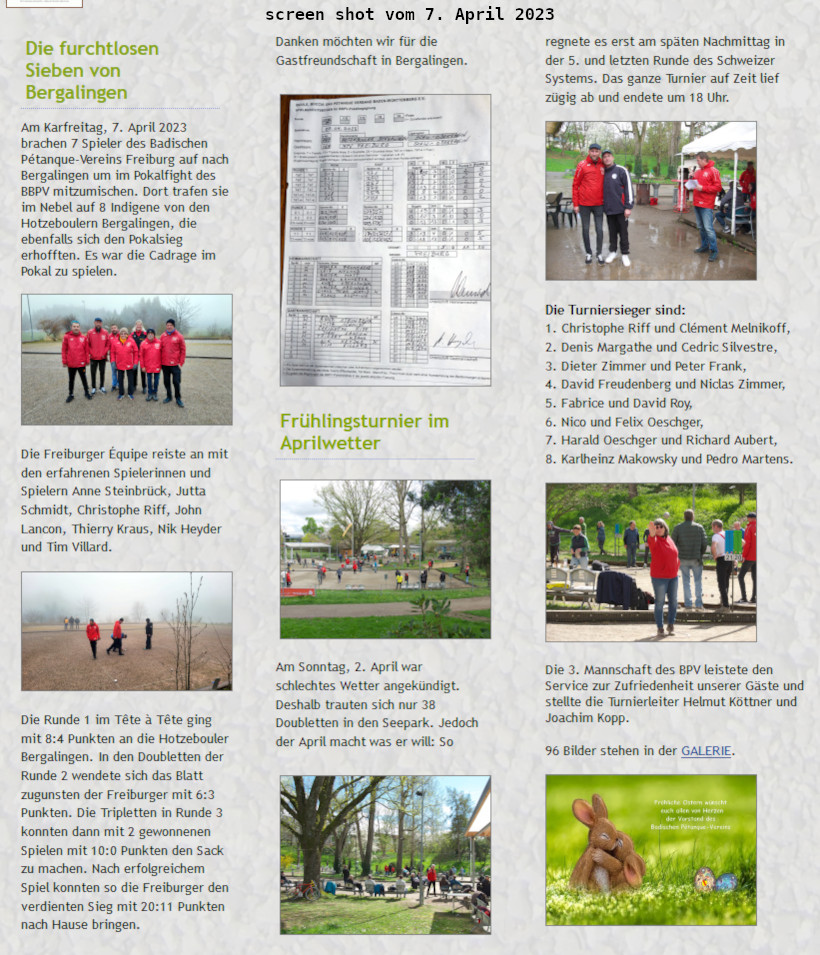 screen shot vom 7. April 2023
Die furchtlosen
Sieben von
Bergalingen
Am Karfreitag, 7. April 2023
brachen 7 Spieler des Badischen
Pétanque-Vereins Freiburg auf nach
Bergalingen um im Pokalfight des
BBPV mitzumischen. Dort trafen sie
im Nebel auf 8 Indigene von den
Hotzeboulern Bergalingen, die
ebenfalls sich den Pokalsieg
erhofften. Es war die Cadrage im
Pokal zu spielen.
Die Freiburger Équipe reiste an mit
den erfahrenen Spielerinnen und
Spielern Anne Steinbrück, Jutta
Schmidt, Christophe Riff, John
Lancon, Thierry Kraus, Nik Heyder
und Tim Villard.
Die Runde 1 im Tête à Tête ging
mit 8:4 Punkten an die Hotzebouler
Bergalingen. In den Doubletten der
Runde 2 wendete sich das Blatt
zugunsten der Freiburger mit 6:3
Punkten. Die Tripletten in Runde 3
konnten dann mit 2 gewonnenen
Spielen mit 10:0 Punkten den Sack
zu machen. Nach erfolgreichem
Spiel konnten so die Freiburger den
verdienten Sieg mit 20:11 Punkten
nach Hause bringen.
Danken möchten wir für die
Gastfreundschaft in Bergalingen.
Frühlingsturnier im
Aprilwetter
Am Sonntag, 2. April war
schlechtes Wetter angekündigt.
Deshalb trauten sich nur 38
Doubletten in den Seepark. Jedoch
der April macht was er will: So
regnete es erst am späten Nachmittag in
der 5. und letzten Runde des Schweizer
Systems. Das ganze Turnier auf Zeit lief
zügig ab und endete um 18 Uhr.
Die Turniersieger sind:
1. Christophe Riff und Clément Melnikoff,
2. Denis Margathe und Cedric Silvestre,
3. Dieter Zimmer und Peter Frank,
4. David Freudenberg und Niclas Zimmer,
5. Fabrice und David Roy,
6. Nico und Felix Oeschger,
7. Harald Oeschger und Richard Aubert,
8. Karlheinz Makowsky und Pedro Martens.
Die 3. Mannschaft des BPV leistete den
Service zur Zufriedenheit unserer Gäste und
stellte die Turnierleiter Helmut Köttner und
Joachim Kopp.
96 Bilder stehen in der GALERIE.
Fröhliche Ostern wünscht
euch allen von Herzen
der Vorstand des
Badischen Pétanque-Vereins